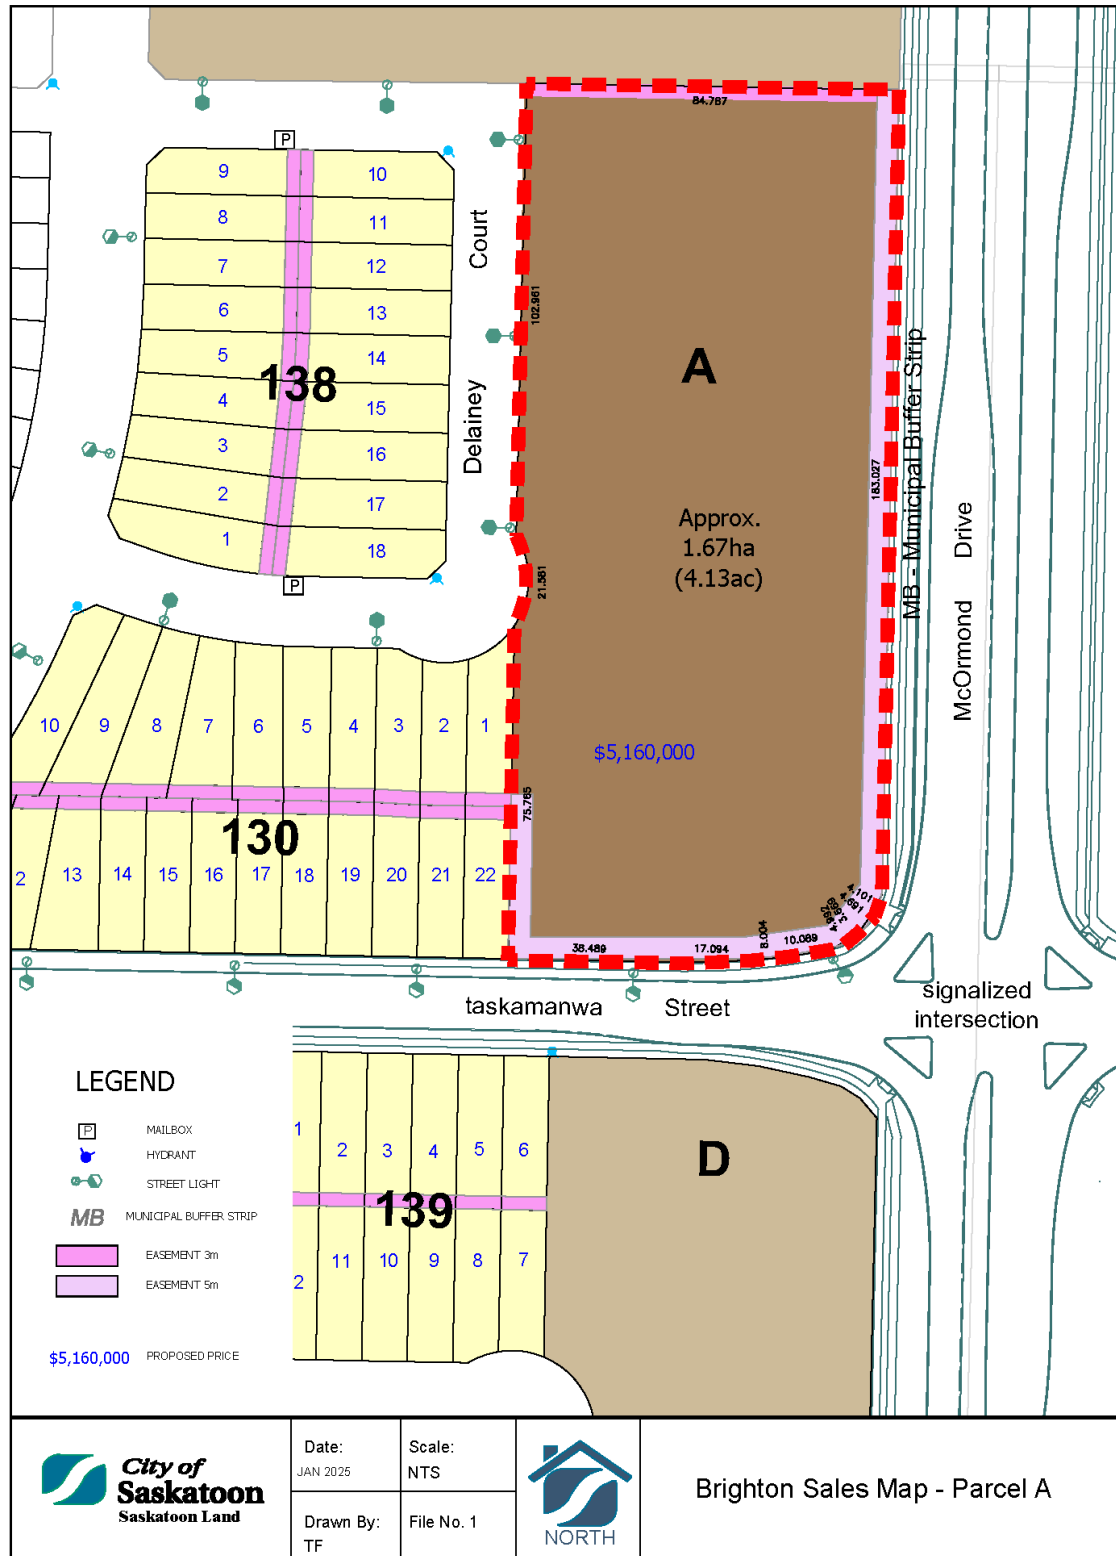 84.767
P
9
10
8
11
7
12
6
13
5
14
4
15
3
16
2
17
1
18
138
P
Delainey Court
102.961
A
Approx.
1.67ha
(4.13ac)
21.381
183.027
MB - Municipal Buffer Strip
McOrmond Drive
$5,160,000
10
9
8
7
6
5
4
3
2
1
75.765
130
2
13
14
15
16
17
18
19
20
21
22
38.489
17.094
8.004
10.089
4.101
taskamanwa Street
signalized
intersection
1
2
3
4
5
6
139
2
11
10
9
8
7
D
LEGEND
P MAILBOX
HYDRANT
STREET LIGHT
MB MUNICIPAL BUFFER STRIP
EASEMENT 3m
EASEMENT 5m
$5,160,000 PROPOSED PRICE
City of
Saskatoon
Saskatoon Land
Date:
JAN 2025
Scale:
NTS
Drawn By:
TF
File No. 1
NORTH
Brighton Sales Map - Parcel A